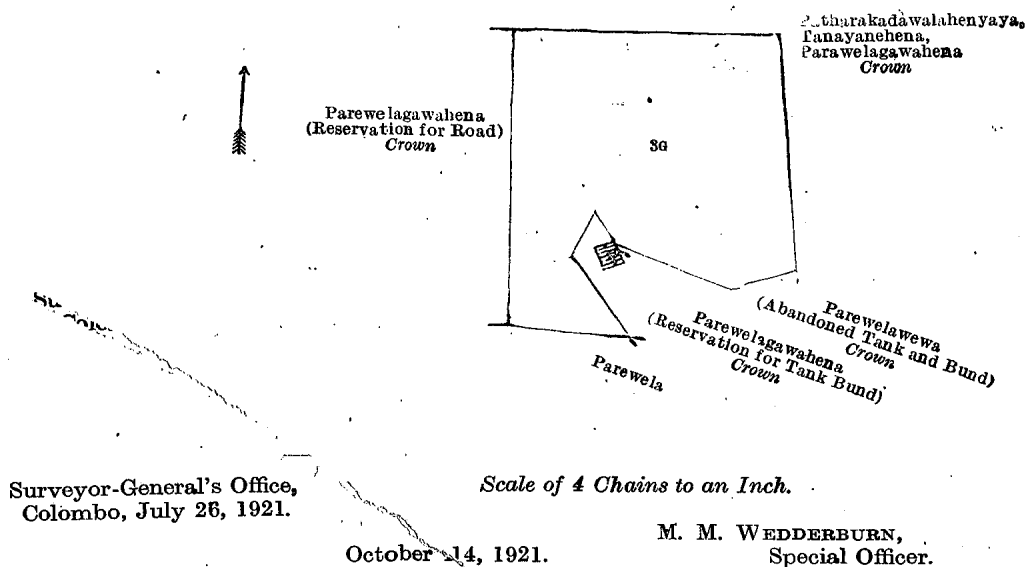 Tanayanehena,
Parawelagawahena
Crown
Parewelagawahena
(Reservation for Road)
Crown
3G
Parewelawewa
(Abandoned Tank and Bund)
Crown
Parewelagawahena
(Reservation for Tank Bund)
Crown
Parewela
Surveyor-General's Office,
Colombo, July 26, 1921.
Scale of 4 Chains to an Inch.
October 14, 1921.
M. M. WEDDERBURN,
Special Officer.